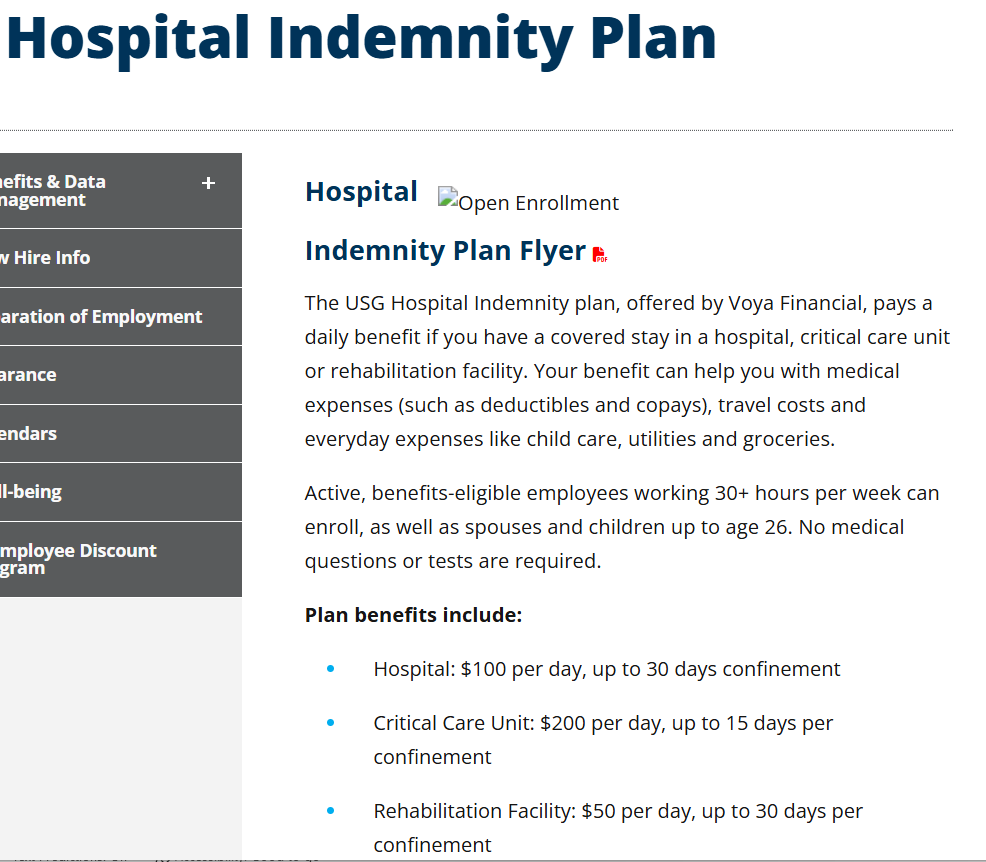 Hospital Indemnity Plan
nefits & Data
nagement
+
w Hire Info
aration of Employment
arance
endars
ll-being
mployee Discount
gram
Hospital Open Enrollment
Indemnity Plan Flyer PDF
The USG Hospital Indemnity plan, offered by Voya Financial, pays a
daily benefit if you have a covered stay in a hospital, critical care unit
or rehabilitation facility. Your benefit can help you with medical
expenses (such as deductibles and copays), travel costs and
everyday expenses like child care, utilities and groceries.
Active, benefits-eligible employees working 30+ hours per week can
enroll, as well as spouses and children up to age 26. No medical
questions or tests are required.
Plan benefits include:
Hospital: $100 per day, up to 30 days confinement
Critical Care Unit: $200 per day, up to 15 days per
confinement
Rehabilitation Facility: $50 per day, up to 30 days per
confinement